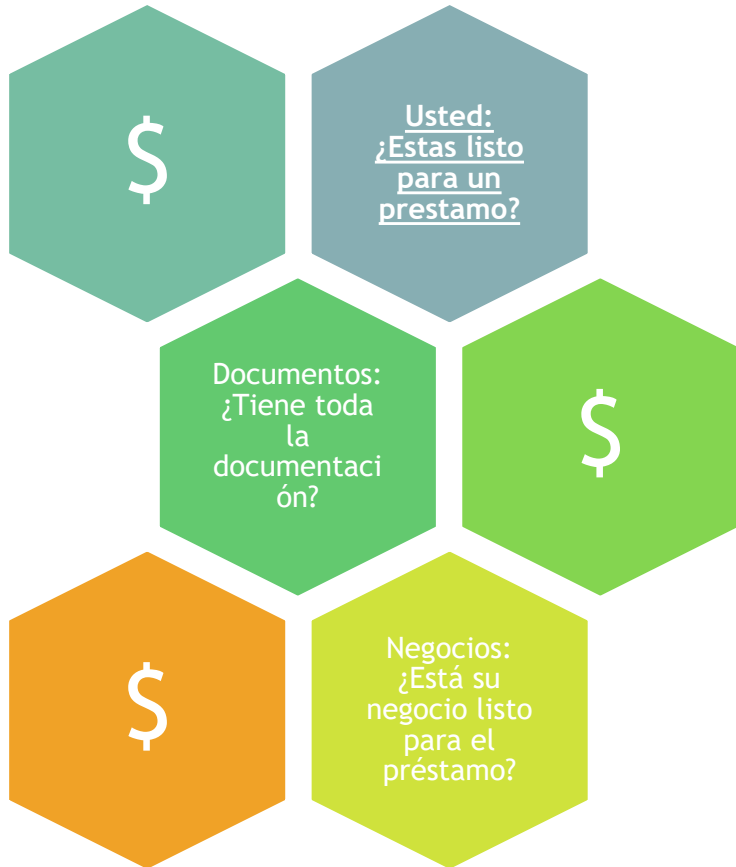 $
Usted:
¿Estas listo
para un
prestamo?
Documentos:
¿Tiene toda
la
documentaci
ón?
$
$
Negocios:
¿Está su
negocio listo
para el
préstamo?